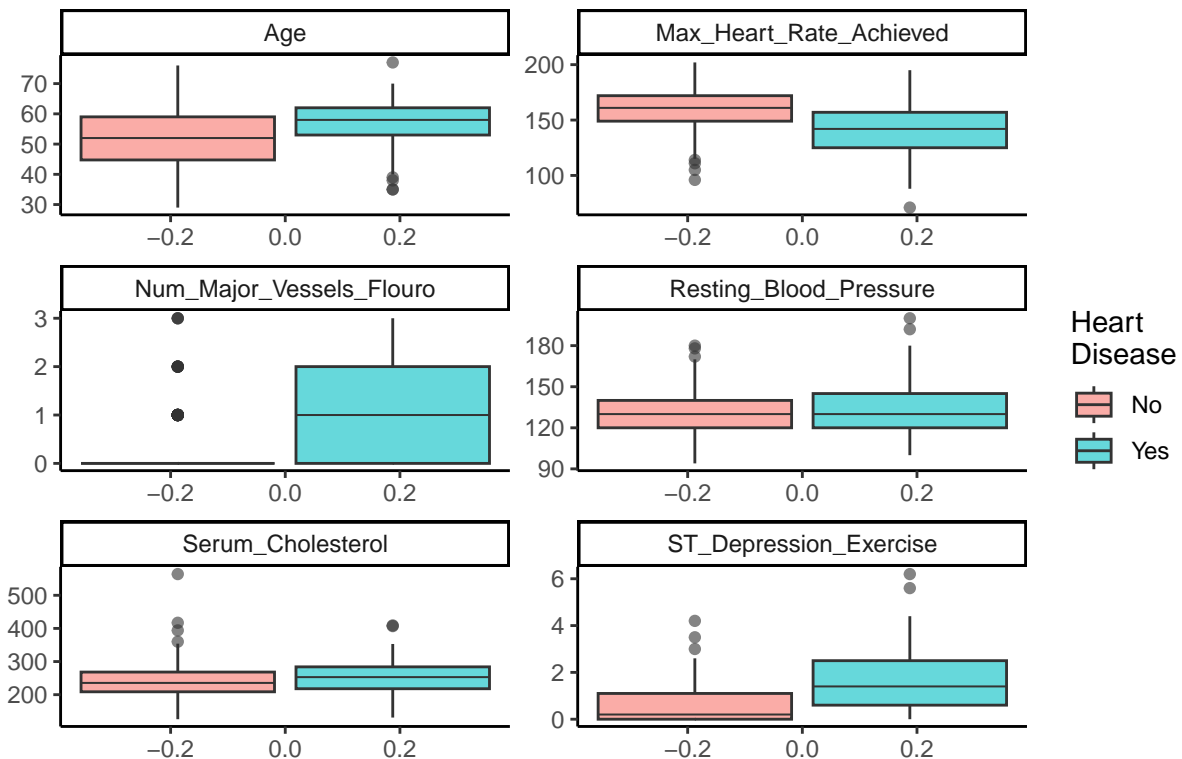 Age
70
60
50
40
30
−0.2 0.0 0.2
Max_Heart_Rate_Achieved
200
150
100
−0.2 0.0 0.2
Num_Major_Vessels_Flouro
3
2
1
0
−0.2 0.0 0.2
Resting_Blood_Pressure
180
150
120
90
−0.2 0.0 0.2
Serum_Cholesterol
500
400
300
200
−0.2 0.0 0.2
ST_Depression_Exercise
6
4
2
0
−0.2 0.0 0.2
Heart
Disease
No
Yes